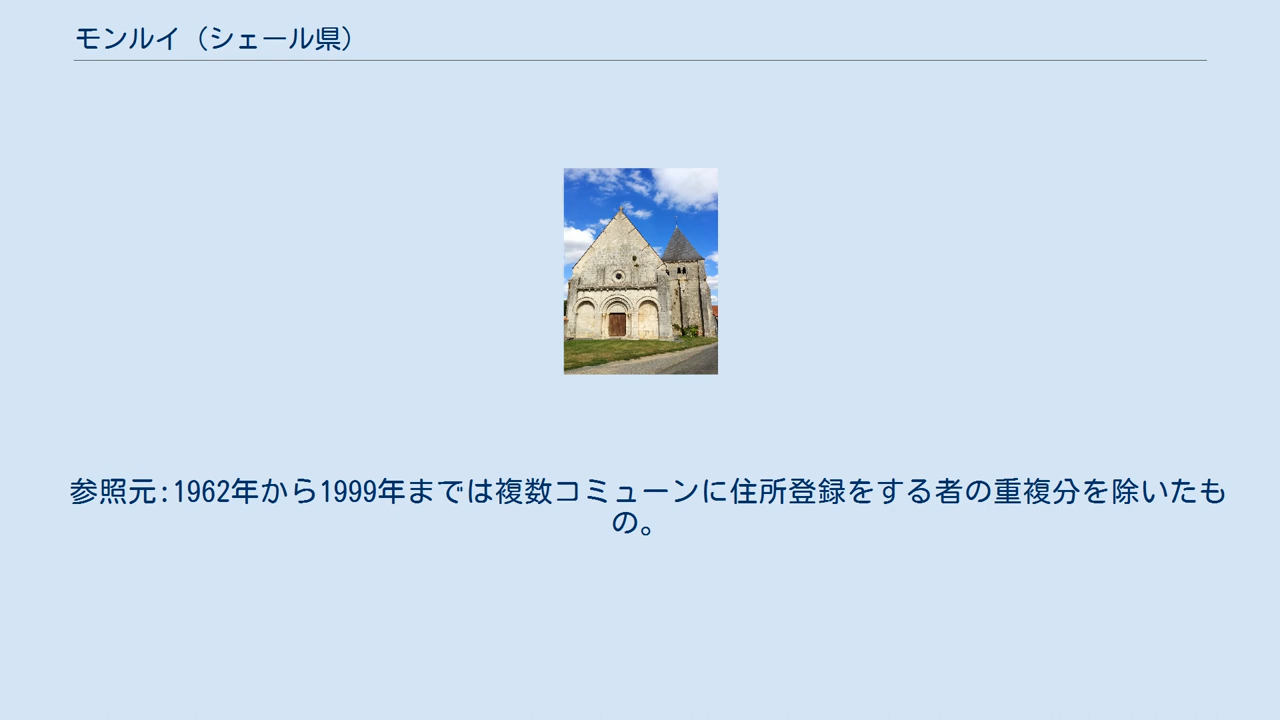 モンルイ（シェール県）
参照元:1962年から1999年までは複数コミューンに住所登録をする者の重複分を除いたも
の。